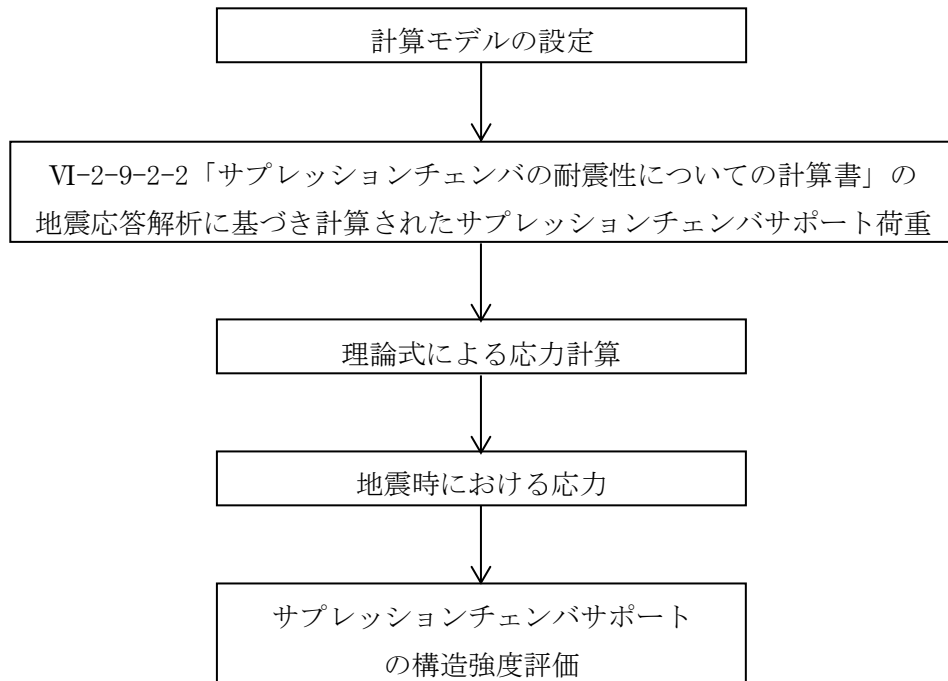 計算モデルの設定
Ⅵ-2-9-2-2「サプレッションチェンバの耐震性についての計算書」の
地震応答解析に基づき計算されたサプレッションチェンバサポート荷重
理論式による応力計算
地震時における応力
サプレッションチェンバサポート
の構造強度評価